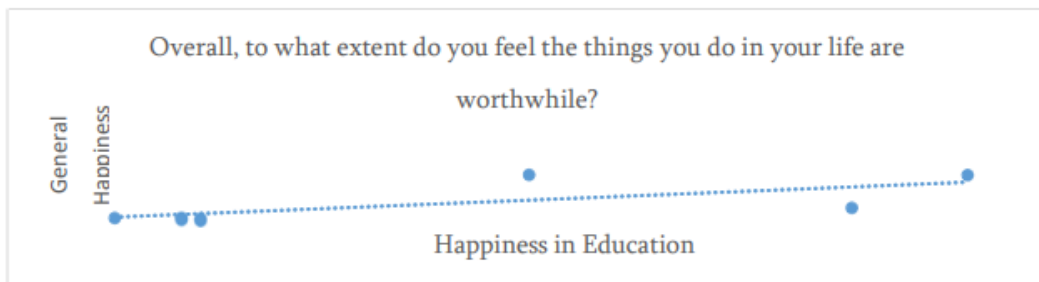 Overall, to what extent do you feel the things you do in your life are
worthwhile?
General
Happiness
Happiness in Education